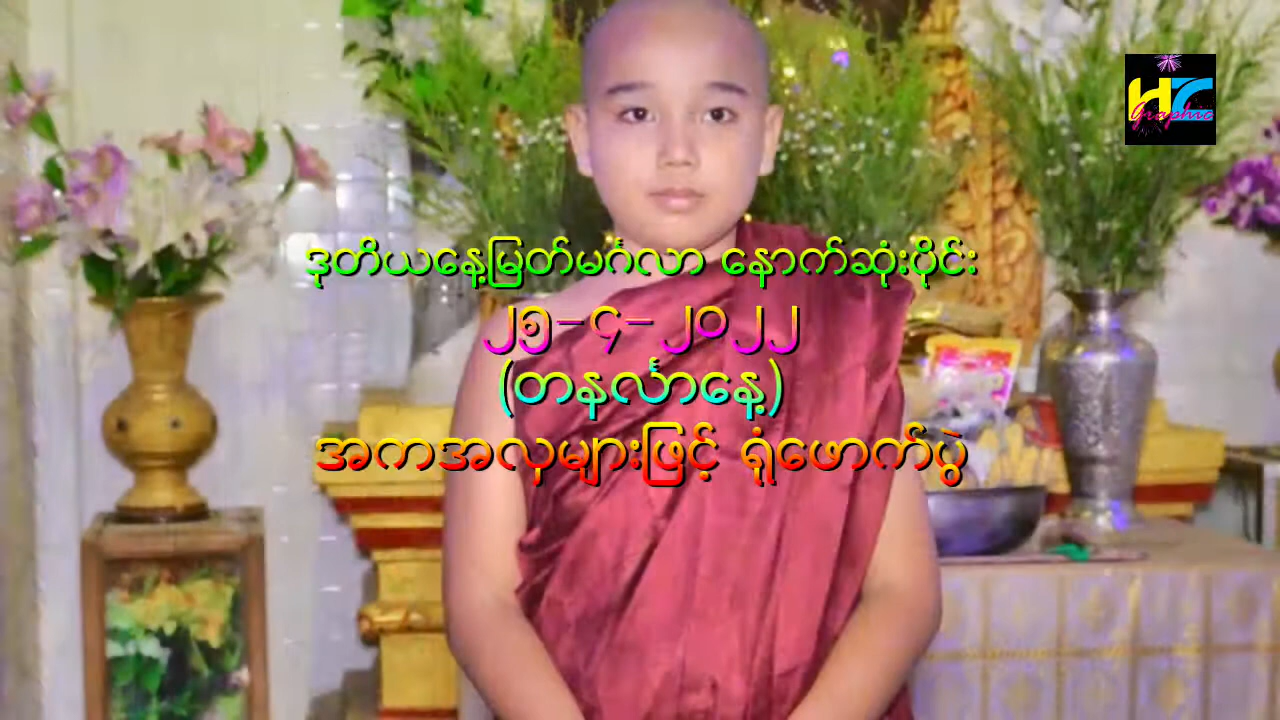 ဒုတိယနေ့မြတ်မင်္ဂလာ နောက်ဆုံးပိုင်း
၂၅-၄-၂၀၂၂
(တနင်္လာနေ့)
အကအလှများဖြင့် ရုံဖောက်ပွဲ
HC
Graphic